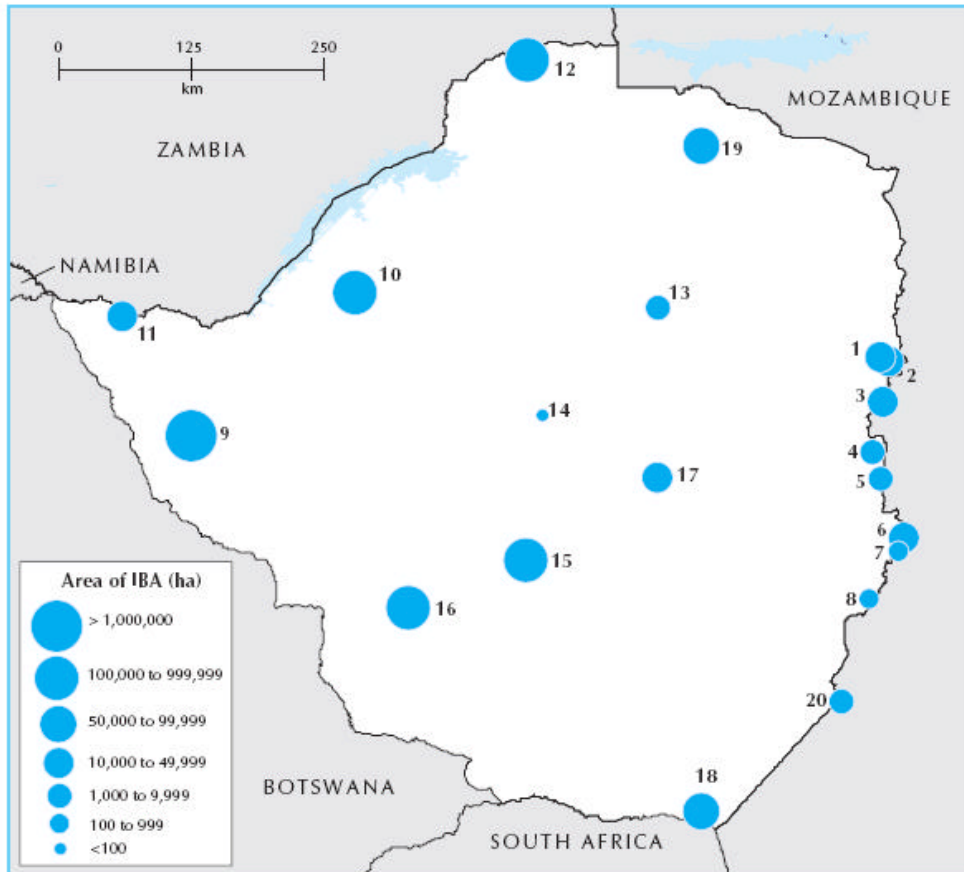 0 125 250
km
12
MOZAMBIQUE
ZAMBIA
19
NAMIBIA
10
13
11
1
2
3
9
14
4
17
5
6
7
15
16
8
Area of IBA (ha)
> 1,000,000
100,000 to 999,999
50,000 to 99,999
10,000 to 49,999
1,000 to 9,999
100 to 999
<100
20
18
BOTSWANA
SOUTH AFRICA